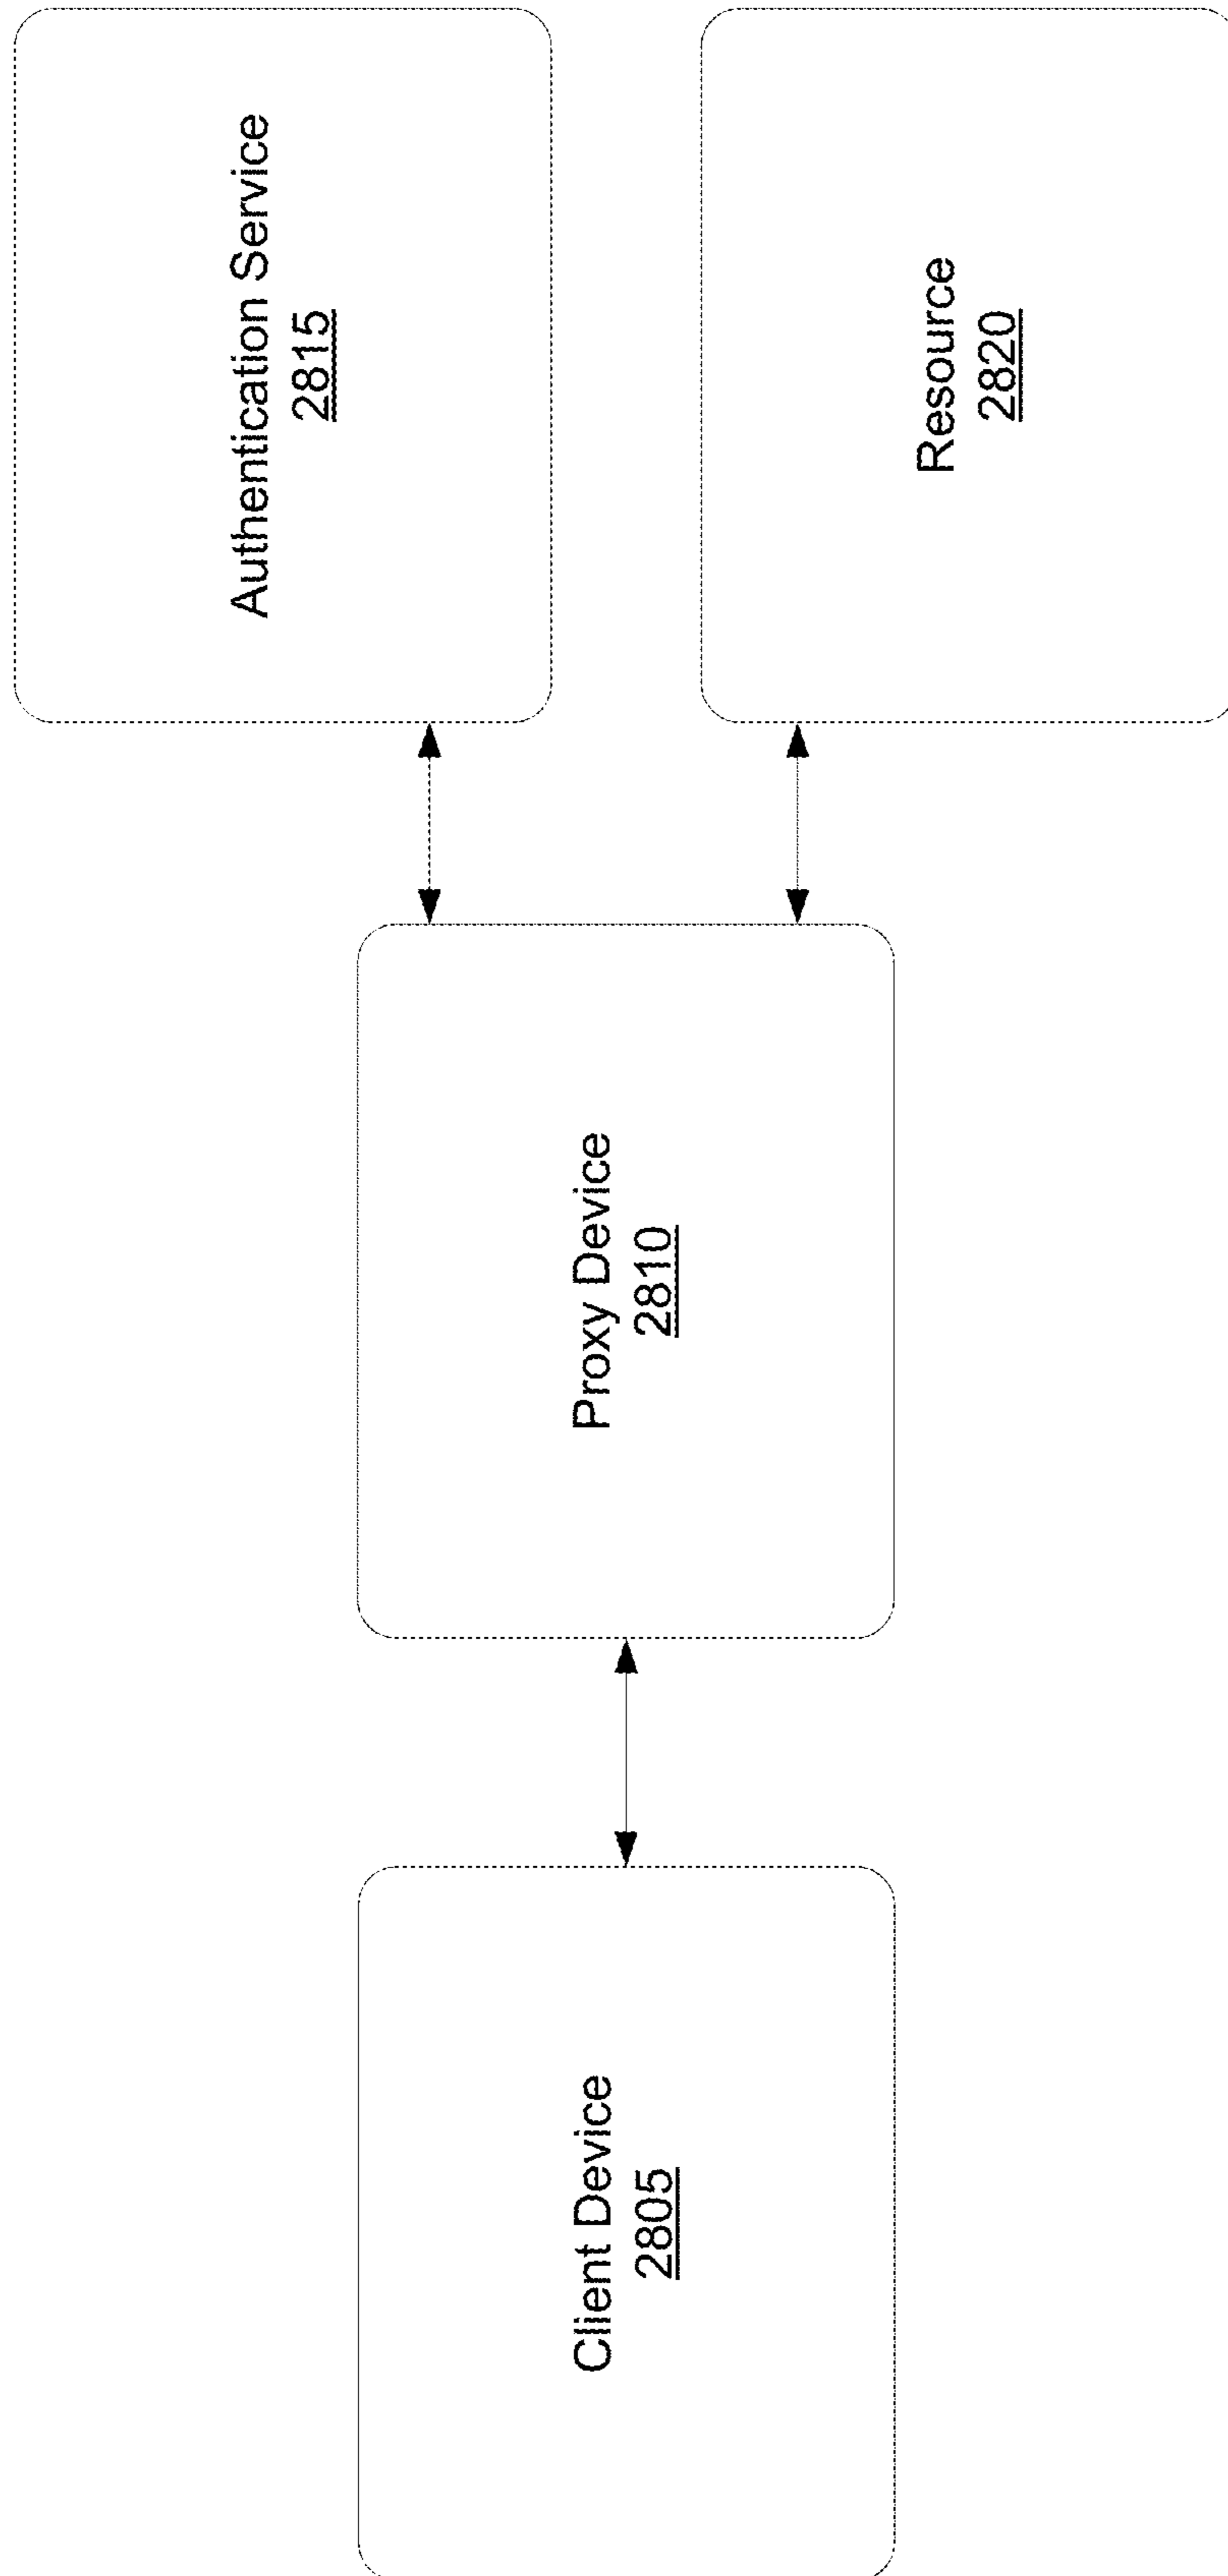 Client Device
2805
Proxy Device
2810
Authentication Service
2815
Resource
2820